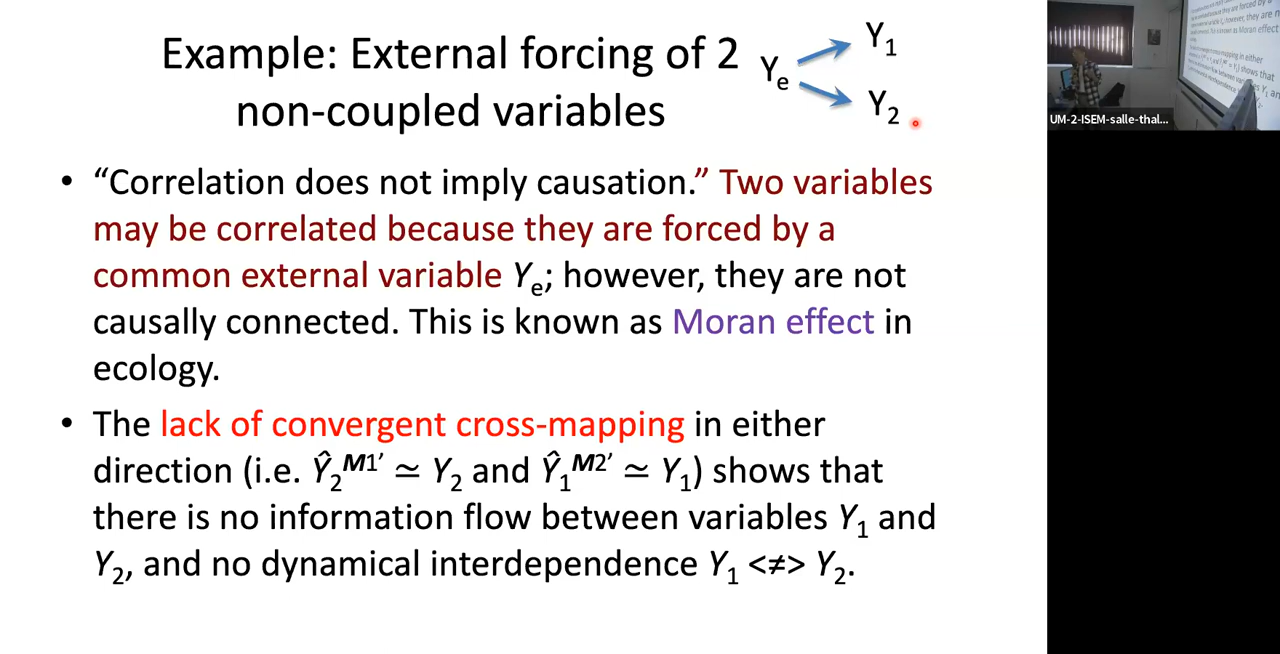 Example: External forcing of 2
non-coupled variables
Yₑ
Y₁
Y₂
• “Correlation does not imply causation.” Two variables
may be correlated because they are forced by a
common external variable Yₑ; however, they are not
causally connected. This is known as Moran effect in
ecology.
• The lack of convergent cross-mapping in either
direction (i.e. Ŷ₂ᴹ¹′ ≃ Y₂ and Ŷ₁ᴹ²′ ≃ Y₁) shows that
there is no information flow between variables Y₁ and
Y₂, and no dynamical interdependence Y₁ <≠> Y₂.
UM-2-ISEM-salle-thal...